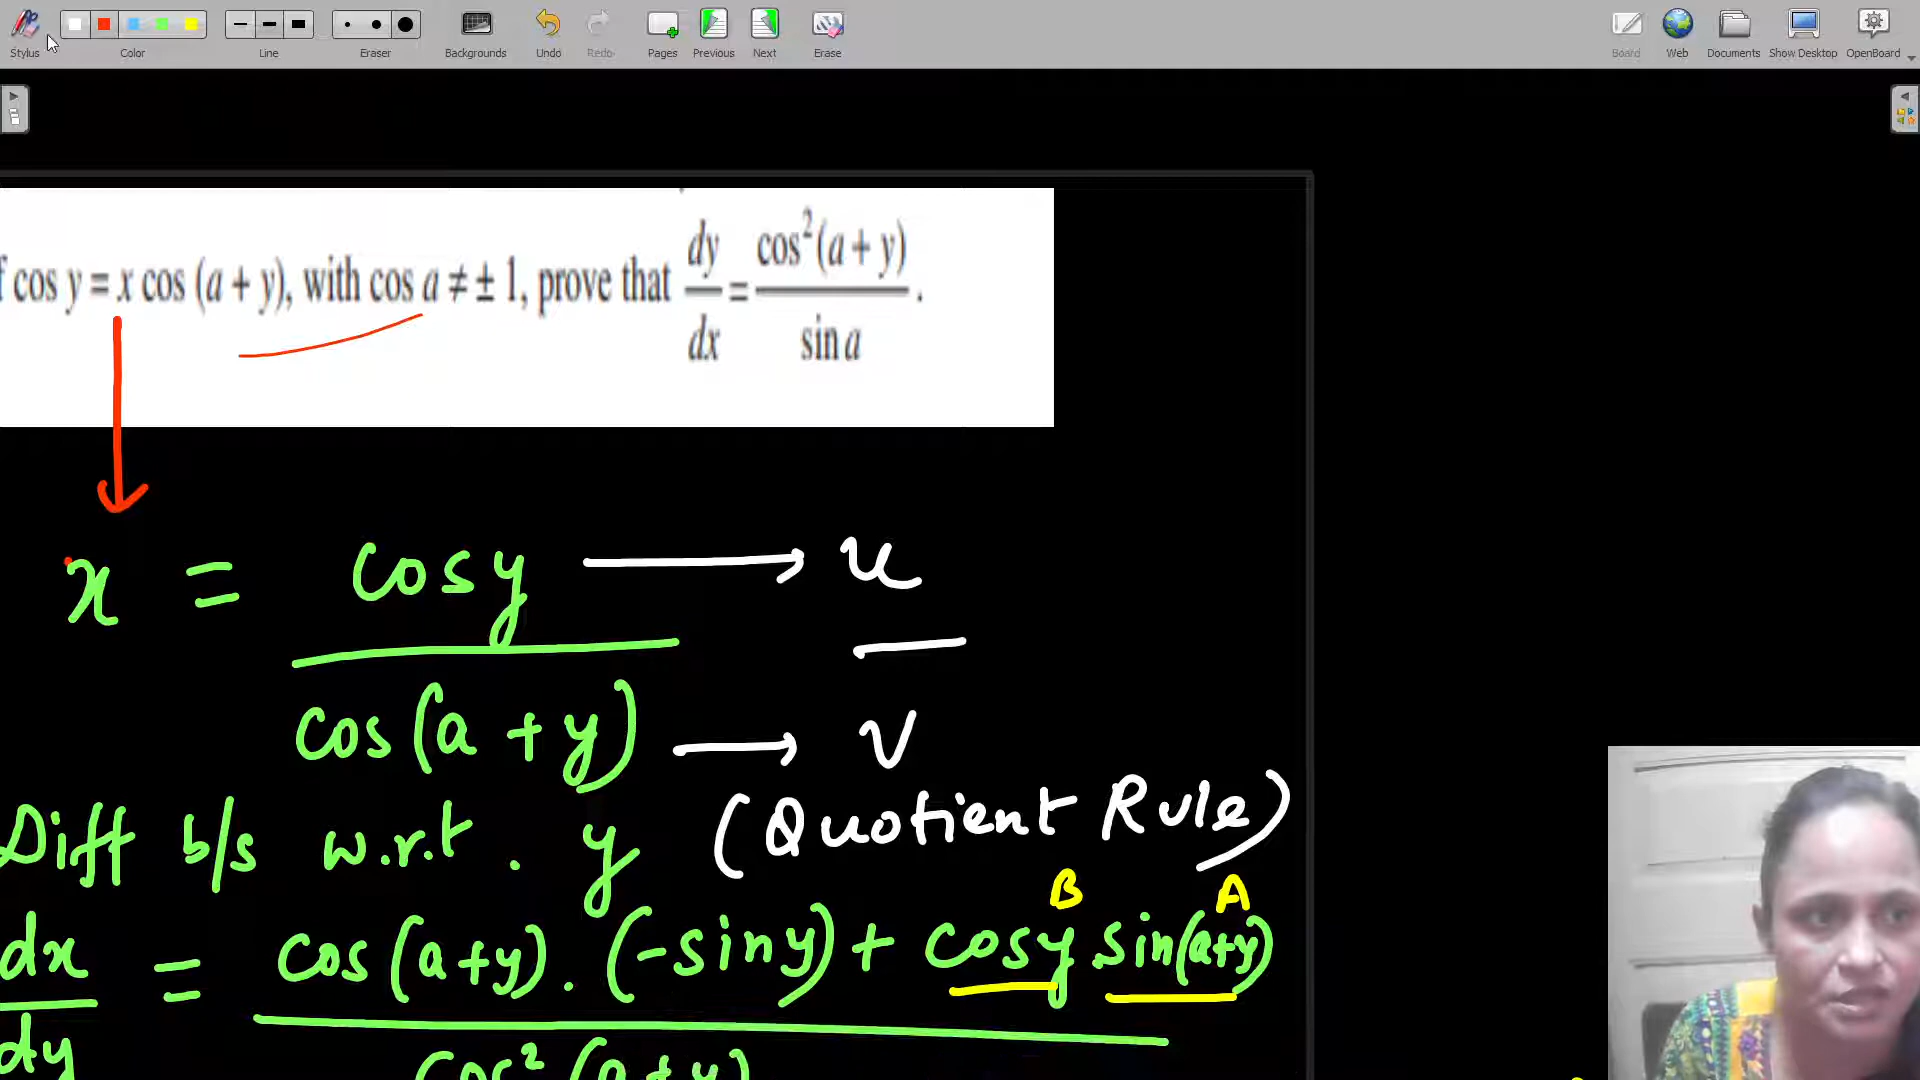 Stylus Color Line Eraser Backgrounds Undo Redo Pages Previous Next Erase Board Web Documents Show Desktop OpenBoard
f cos y = x cos (a + y), with cos a ≠ ± 1, prove that dy/dx = cos²(a + y)/sin a .
x = cosy/cos(a + y)
→ u
→ v
Diff b/s w.r.t. y (Quotient Rule)
B A
dx/dy = cos(a+y) . (-siny) + cosy sin(a+y)
cos² (a+y)